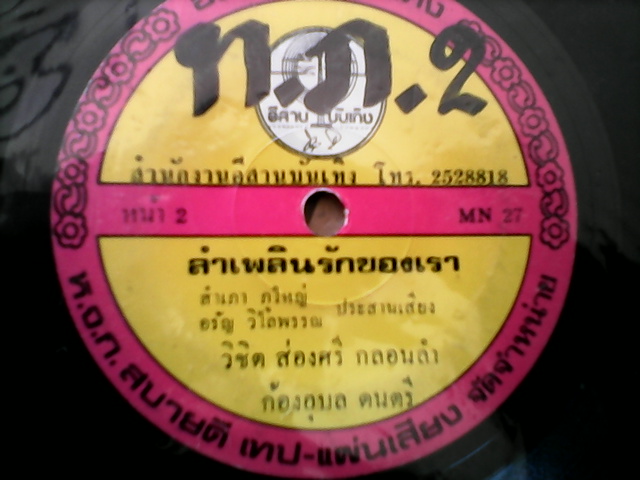 ท.ภ.2
อีสาน บันเทิง
สำนักงานอีสานบันเทิง โทร. 2528818
หน้า 2 MN 27
ลำเพลินรักของเรา
ลำเภา ภูใหญ่
อรัญ วิไลพรรณ ประสานเสียง
วิชิต ส่องศรี กลอนลำ
ก้องอุบล ดนตรี
ห.จ.ก. สบายดี เทป-แผ่นเสียง จัดจำหน่าย